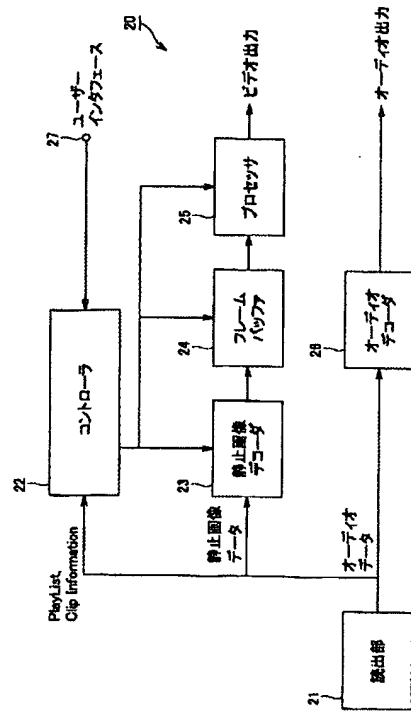 20
27
ユーザー
インタフェース
22
コントローラ
PlayList,
Clip Information
静止画像
データ
23
静止画像
デコーダ
24
フレーム
バッファ
25
プロセッサ
ビデオ出力
21
読出部
オーディオデータ
26
オーディオ
デコーダ
オーディオ出力